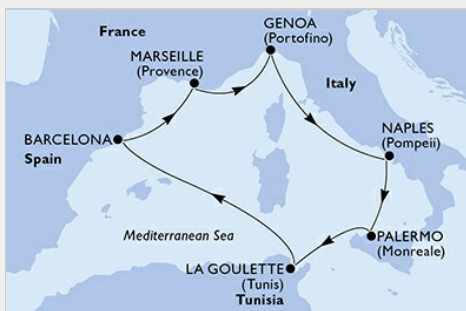 GENOA
(Portofino)
France
MARSEILLE
(Provence)
Italy
NAPLES
(Pompeii)
BARCELONA
Spain
Mediterranean Sea
PALERMO
(Monreale)
LA GOULETTE
(Tunis)
Tunisia